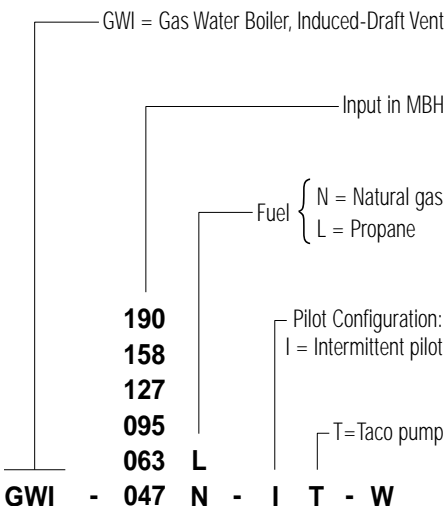 GWI = Gas Water Boiler, Induced-Draft Vent
Input in MBH
Fuel { N = Natural gas
L = Propane
190
158
127
095
063 L
Pilot Configuration:
I = Intermittent pilot
T=Taco pump
GWI - 047 N - I T - W